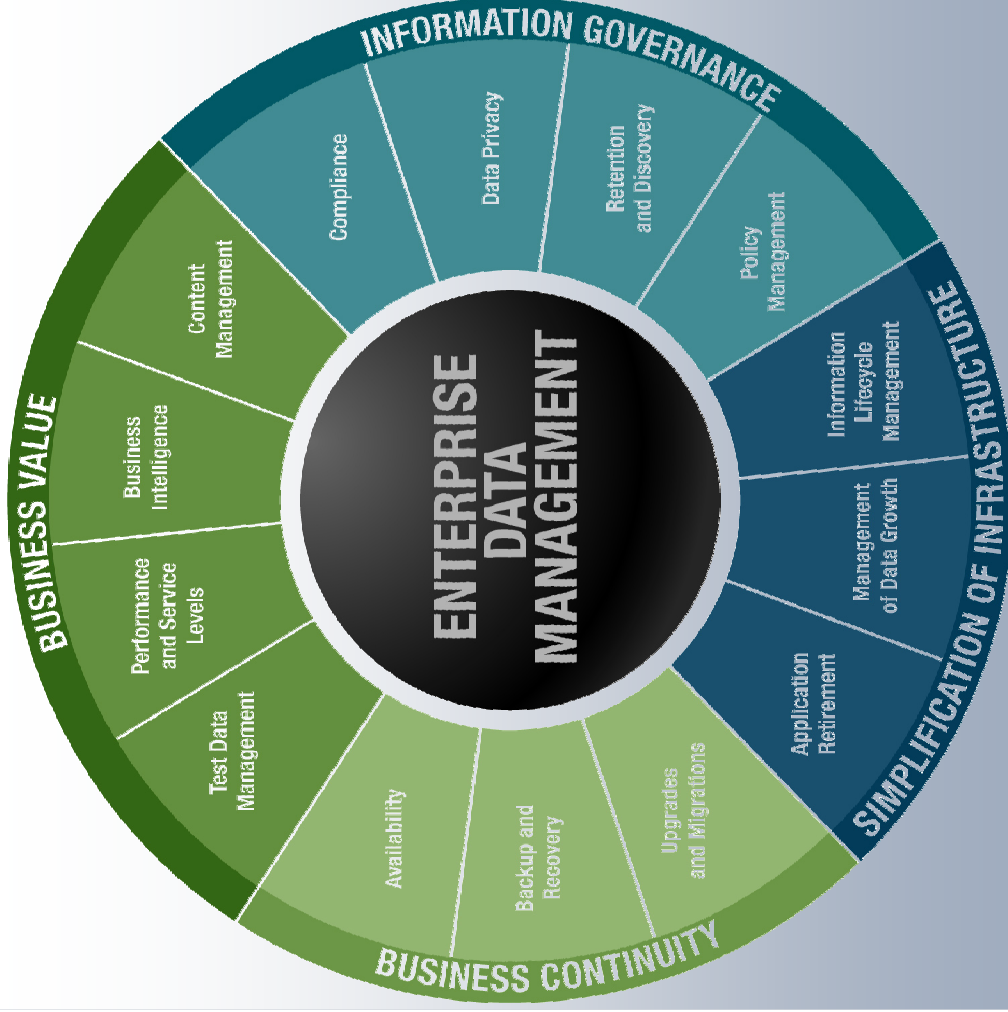 ENTERPRISE
DATA
MANAGEMENT
BUSINESS VALUE
Test Data
Management
Performance
and Service
Levels
Business
Intelligence
Content
Management
INFORMATION GOVERNANCE
Compliance
Data Privacy
Retention
and Discovery
Policy
Management
SIMPLIFICATION OF INFRASTRUCTURE
Information
Lifecycle
Management
Management
of Data Growth
Application
Retirement
BUSINESS CONTINUITY
Availability
Backup and
Recovery
Upgrades
and Migrations